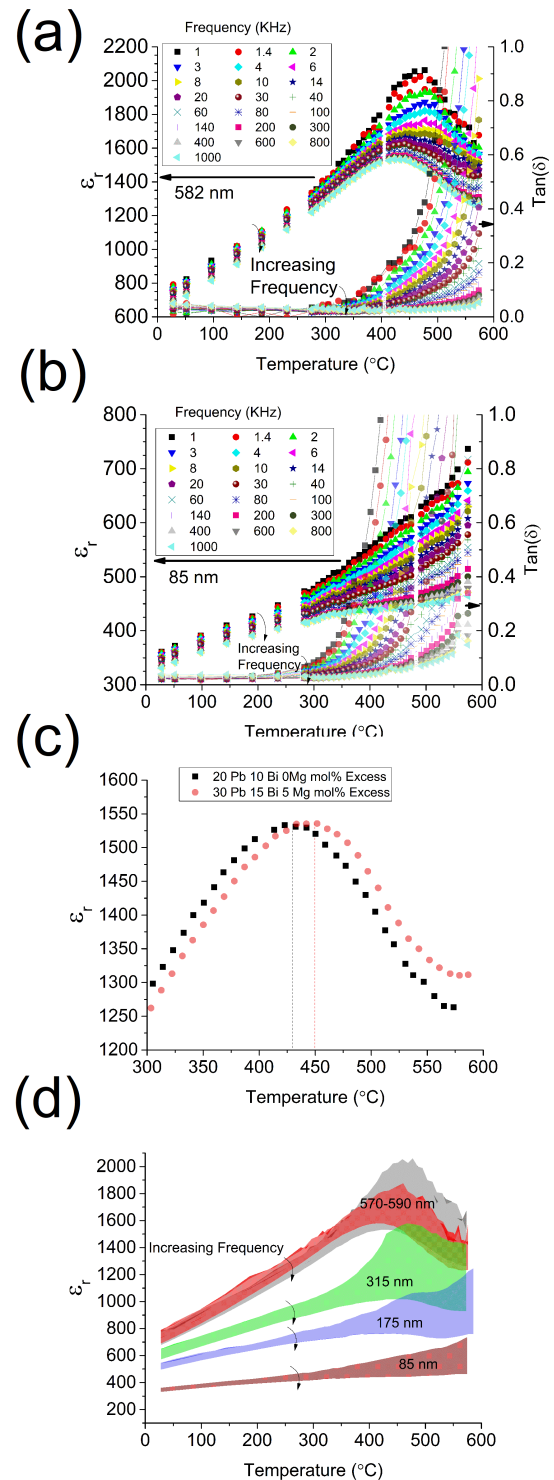 (a)
Frequency (KHz)
1 1.4 2
3 4 6
8 10 14
20 30 40
60 80 100
140 200 300
400 600 800
1000
2200
2000
1800
1600
1400
1200
1000
800
600
εr
1.0
0.8
0.6
0.4
0.2
0.0
Tan(δ)
582 nm
Increasing
Frequency
0 100 200 300 400 500 600
Temperature (°C)
(b)
Frequency (KHz)
1 1.4 2
3 4 6
8 10 14
20 30 40
60 80 100
140 200 300
400 600 800
1000
800
700
600
500
400
300
εr
1.0
0.8
0.6
0.4
0.2
0.0
Tan(δ)
85 nm
Increasing
Frequency
0 100 200 300 400 500 600
Temperature (°C)
(c)
20 Pb 10 Bi 0Mg mol% Excess
30 Pb 15 Bi 5 Mg mol% Excess
1600
1550
1500
1450
1400
1350
1300
1250
1200
εr
300 350 400 450 500 550 600
Temperature (°C)
(d)
2000
1800
1600
1400
1200
1000
800
600
400
200
εr
570-590 nm
Increasing Frequency
315 nm
175 nm
85 nm
0 100 200 300 400 500 600
Temperature (°C)